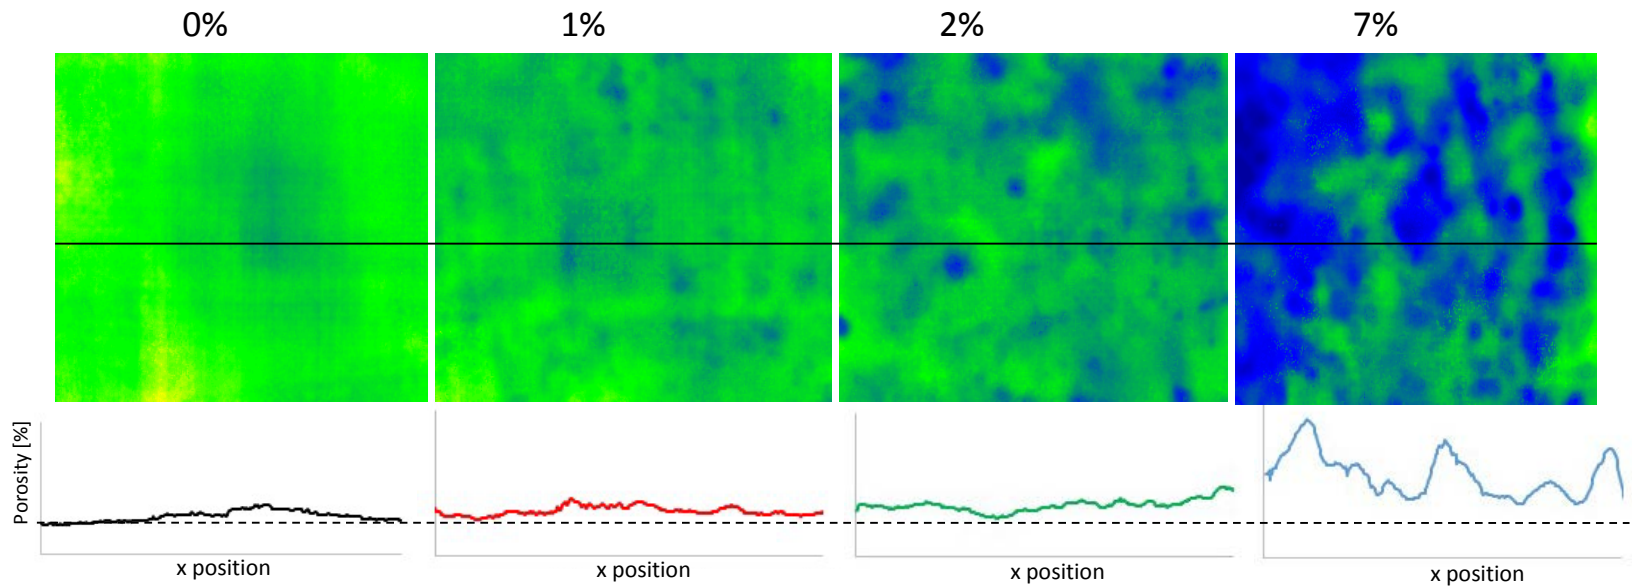 0%
1%
2%
7%
Porosity [%]
x position
x position
x position
x position